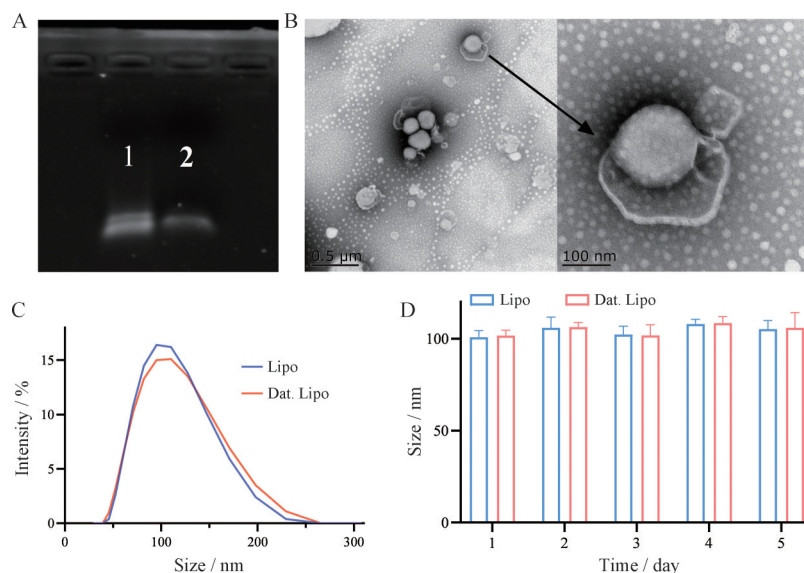 A
1
2
B
0.5 μm
100 nm
C
Intensity / %
15
10
5
0
0
100
200
300
Size / nm
Lipo
Dat. Lipo
D
Lipo
Dat. Lipo
Size / nm
100
50
0
1
2
3
4
5
Time / day